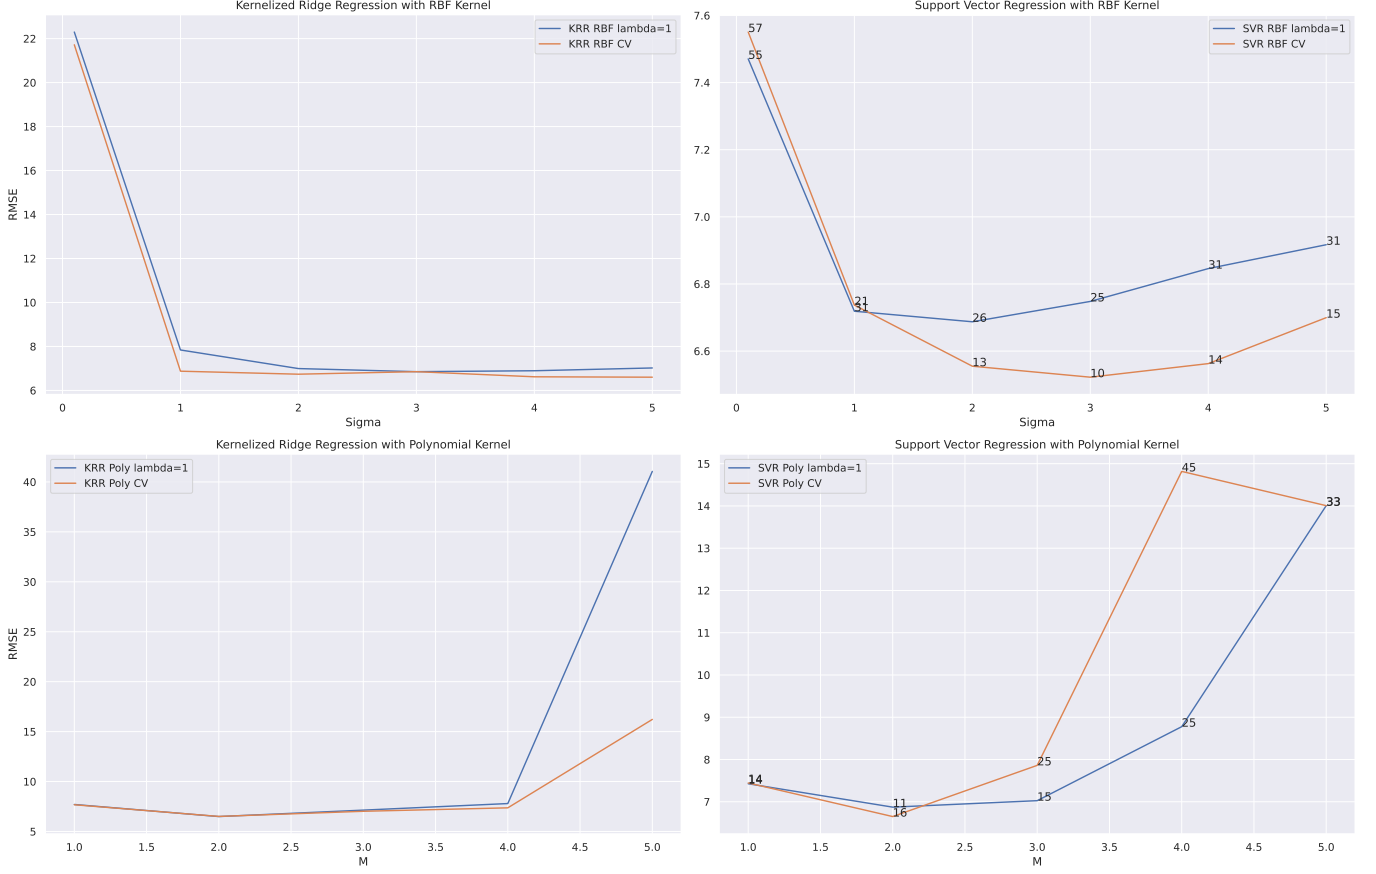 Kernelized Ridge Regression with RBF Kernel
KRR RBF lambda=1
KRR RBF CV
22
20
18
16
14
12
10
8
6
RMSE
0 1 2 3 4 5
Sigma
Support Vector Regression with RBF Kernel
SVR RBF lambda=1
SVR RBF CV
7.6
7.4
7.2
7.0
6.8
6.6
57
55
21
31
26
25
31
31
13
10
14
15
0 1 2 3 4 5
Sigma
Kernelized Ridge Regression with Polynomial Kernel
KRR Poly lambda=1
KRR Poly CV
40
35
30
25
20
15
10
5
RMSE
1.0 1.5 2.0 2.5 3.0 3.5 4.0 4.5 5.0
M
Support Vector Regression with Polynomial Kernel
SVR Poly lambda=1
SVR Poly CV
15
14
13
12
11
10
9
8
7
14
14
11
16
25
15
45
25
33
33
1.0 1.5 2.0 2.5 3.0 3.5 4.0 4.5 5.0
M